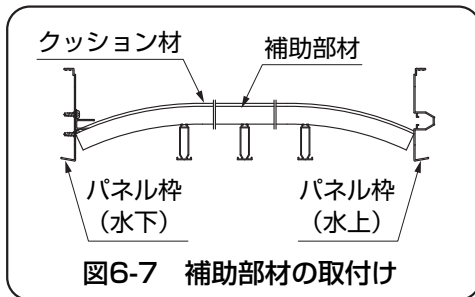 クッション材
補助部材
パネル枠
（水下）
パネル枠
（水上）
図6-7　補助部材の取付け